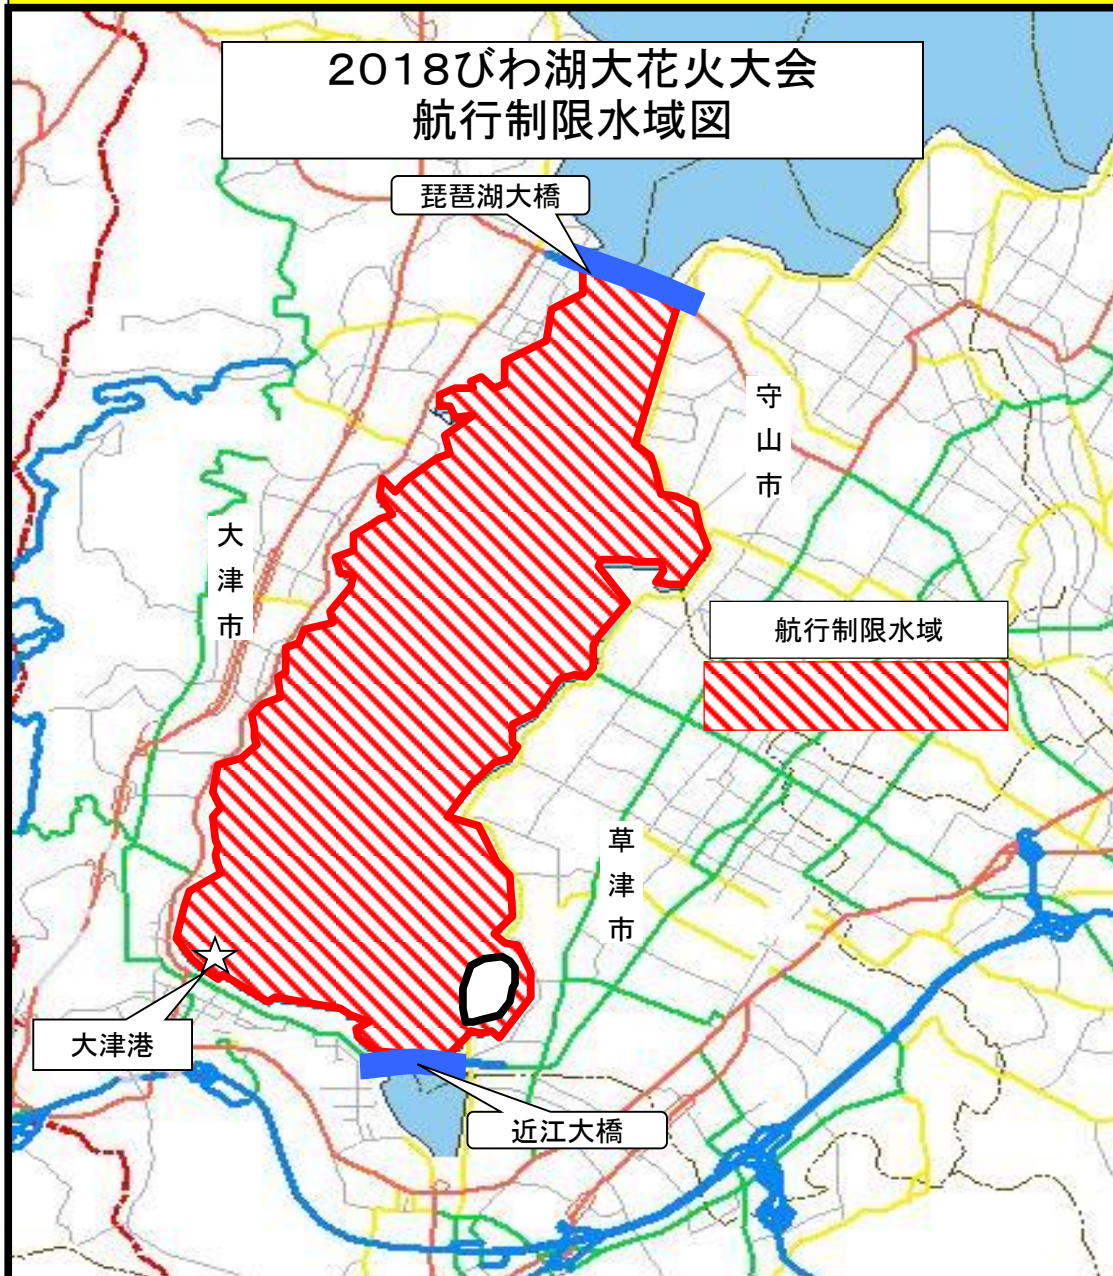 2018びわ湖大花火大会
航行制限水域図
琵琶湖大橋
守山市
大津市
航行制限水域
草津市
大津港
近江大橋